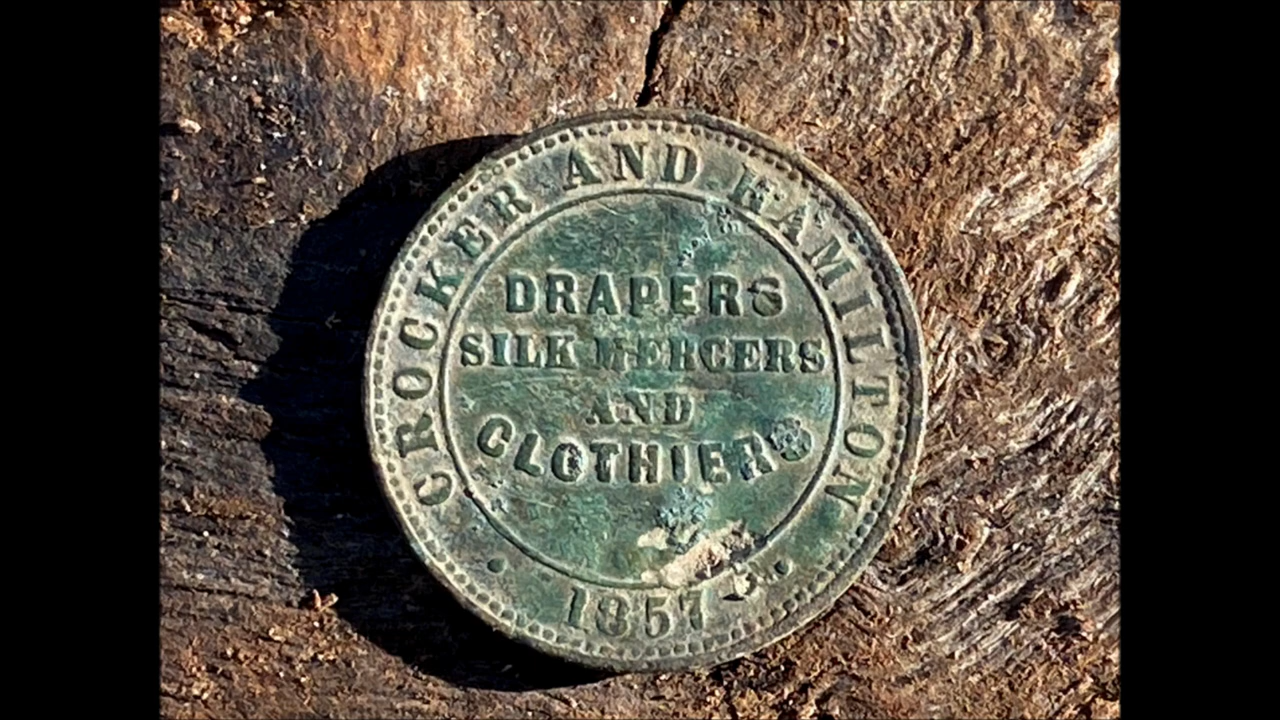 CROCKER AND HAMILTON
DRAPERS
SILK MERCERS
AND
CLOTHIERS
1857